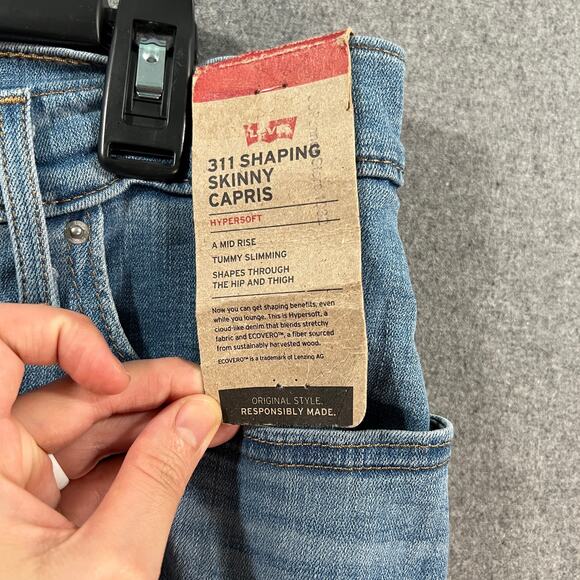 LEVI'S
311 SHAPING
SKINNY
CAPRIS
HYPERSOFT
A MID RISE
TUMMY SLIMMING
SHAPES THROUGH
THE HIP AND THIGH
Now you can get shaping benefits, even
while you lounge. This is Hypersoft, a
cloud-like denim that blends stretchy
fabric and ECOVERO™, a fiber sourced
from sustainably harvested wood.
ECOVERO™ is a trademark of Lenzing AG
ORIGINAL STYLE.
RESPONSIBLY MADE.